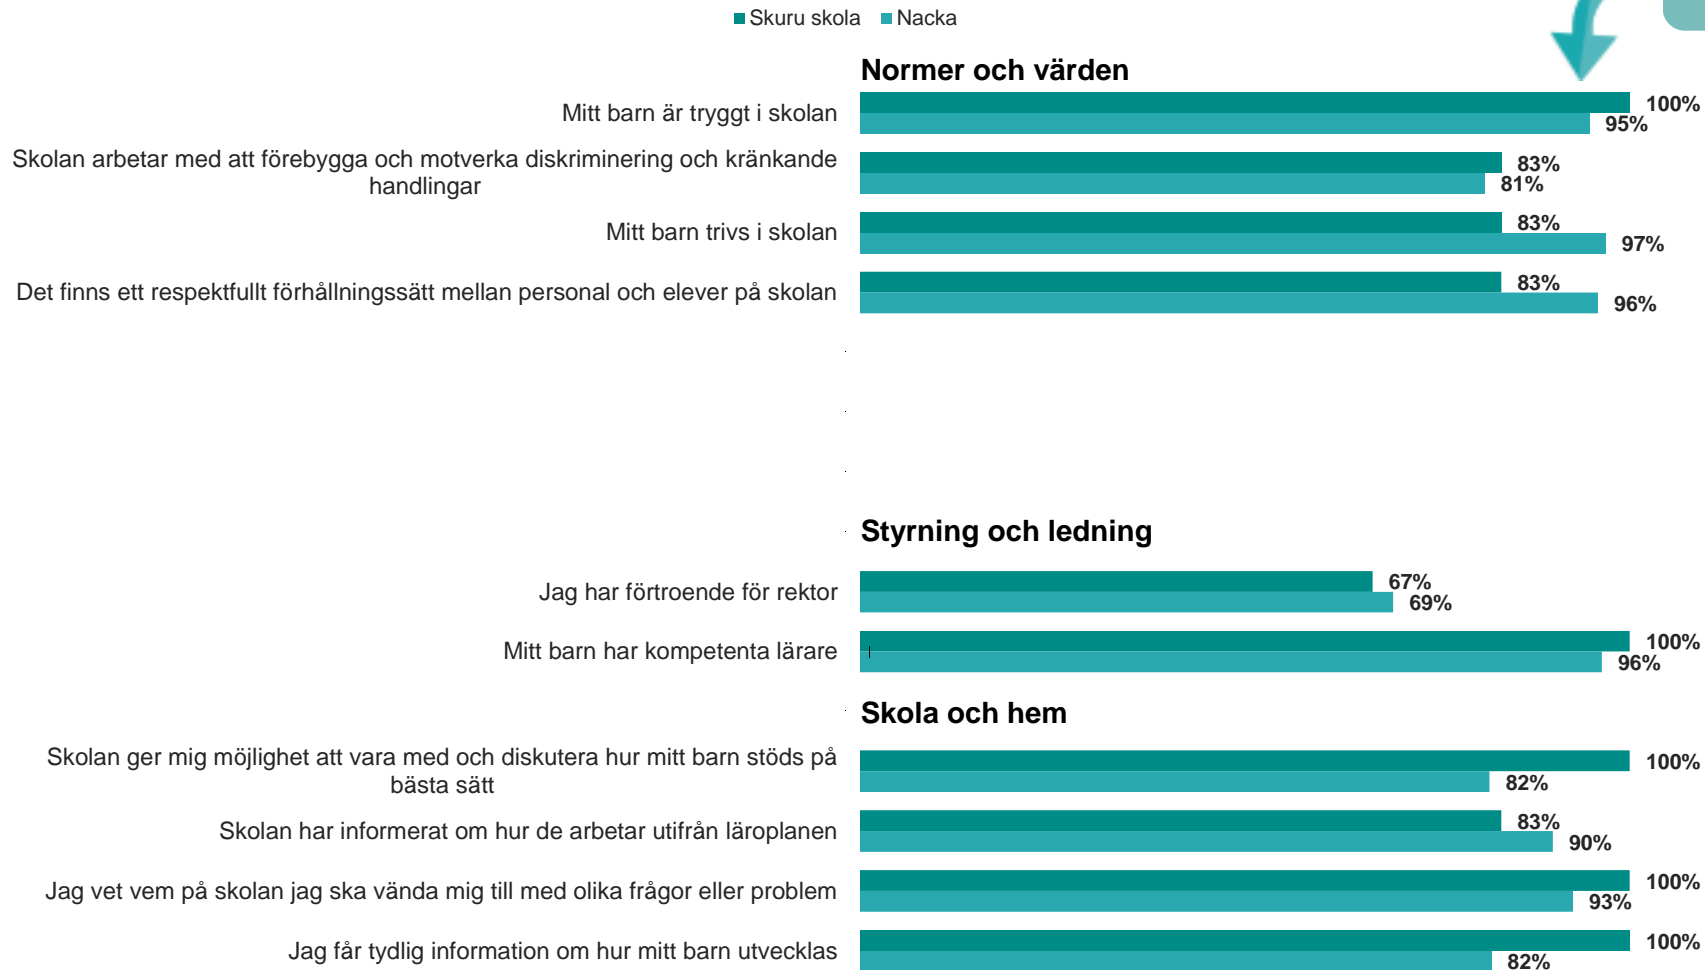 Skuru skola Nacka
Normer och värden
Mitt barn är tryggt i skolan
100%
95%
Skolan arbetar med att förebygga och motverka diskriminering och kränkande
handlingar
83%
81%
Mitt barn trivs i skolan
83%
97%
Det finns ett respektfullt förhållningssätt mellan personal och elever på skolan
83%
96%
Styrning och ledning
Jag har förtroende för rektor
67%
69%
Mitt barn har kompetenta lärare
100%
96%
Skola och hem
Skolan ger mig möjlighet att vara med och diskutera hur mitt barn stöds på
bästa sätt
100%
82%
Skolan har informerat om hur de arbetar utifrån läroplanen
83%
90%
Jag vet vem på skolan jag ska vända mig till med olika frågor eller problem
100%
93%
Jag får tydlig information om hur mitt barn utvecklas
100%
82%